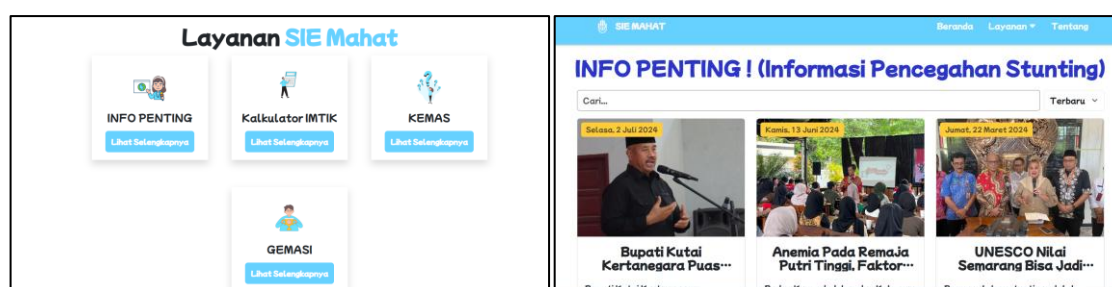 Layanan SIE Mahat
INFO PENTING
Lihat Selengkapnya
Kalkulator IMTIK
Lihat Selengkapnya
KEMAS
Lihat Selengkapnya
GEMASI
Lihat Selengkapnya
SIE MAHAT
Beranda Layanan Tentang
INFO PENTING ! (Informasi Pencegahan Stunting)
Cari...
Terbaru
Selasa, 2 Juli 2024
Bupati Kutai
Kertanegara Puas...
Kamis, 13 Juni 2024
Anemia Pada Remaja
Putri Tinggi, Faktor...
Jumat, 22 Maret 2024
UNESCO Nilai
Semarang Bisa Jadi...